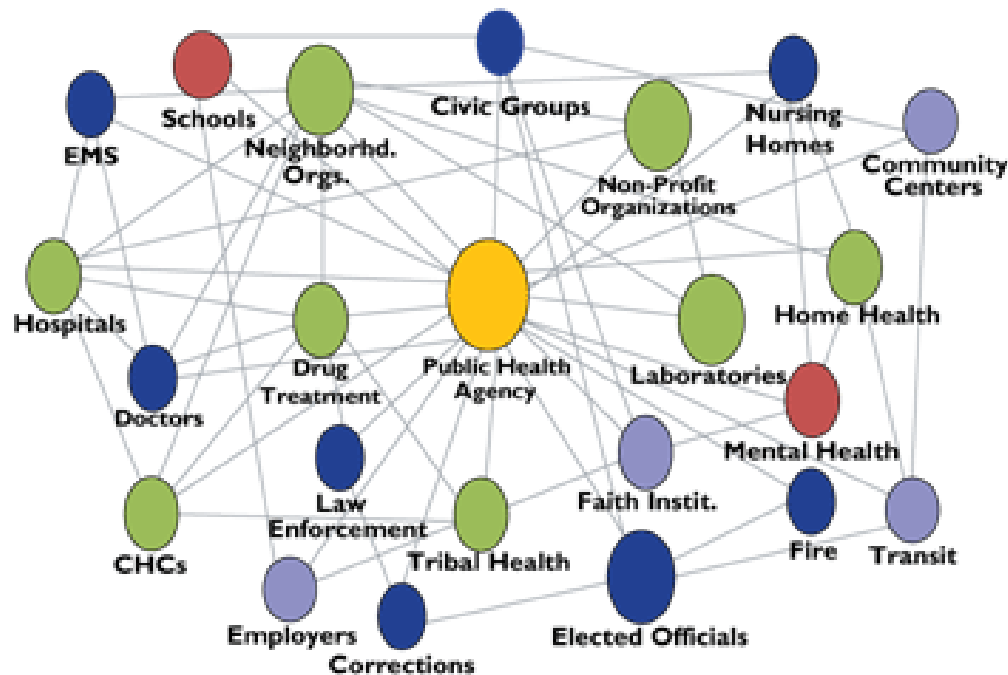 Schools
EMS
Neighborhd.
Orgs.
Civic Groups
Nursing
Homes
Community
Centers
Non-Profit
Organizations
Hospitals
Home Health
Drug
Treatment
Public Health
Agency
Laboratories
Doctors
Mental Health
Law
Enforcement
Faith Instit.
CHCs
Tribal Health
Fire
Transit
Employers
Elected Officials
Corrections